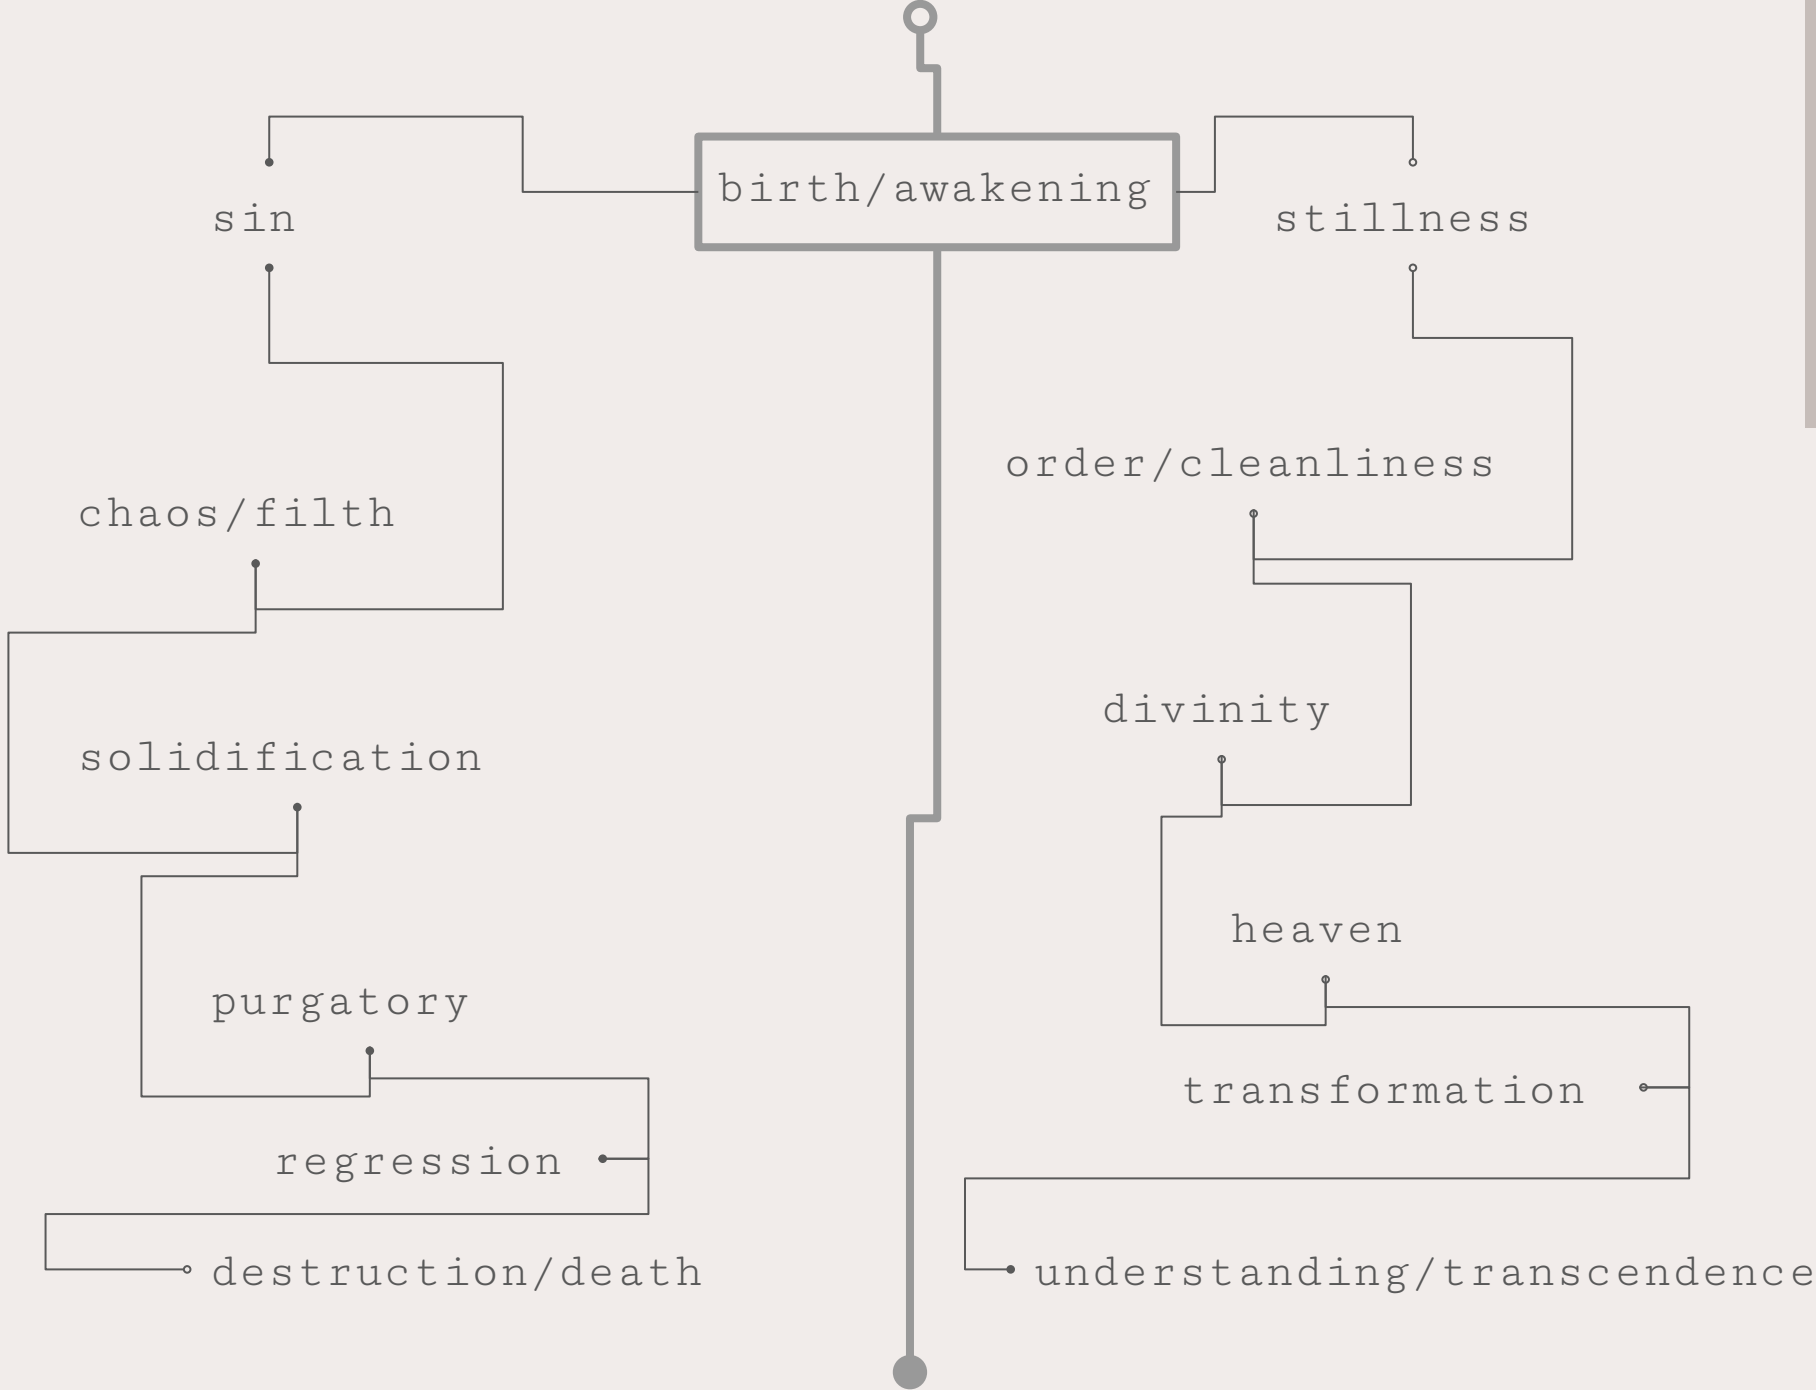 birth/awakening
sin
chaos/filth
solidification
purgatory
regression
destruction/death
stillness
order/cleanliness
divinity
heaven
transformation
understanding/transcendence